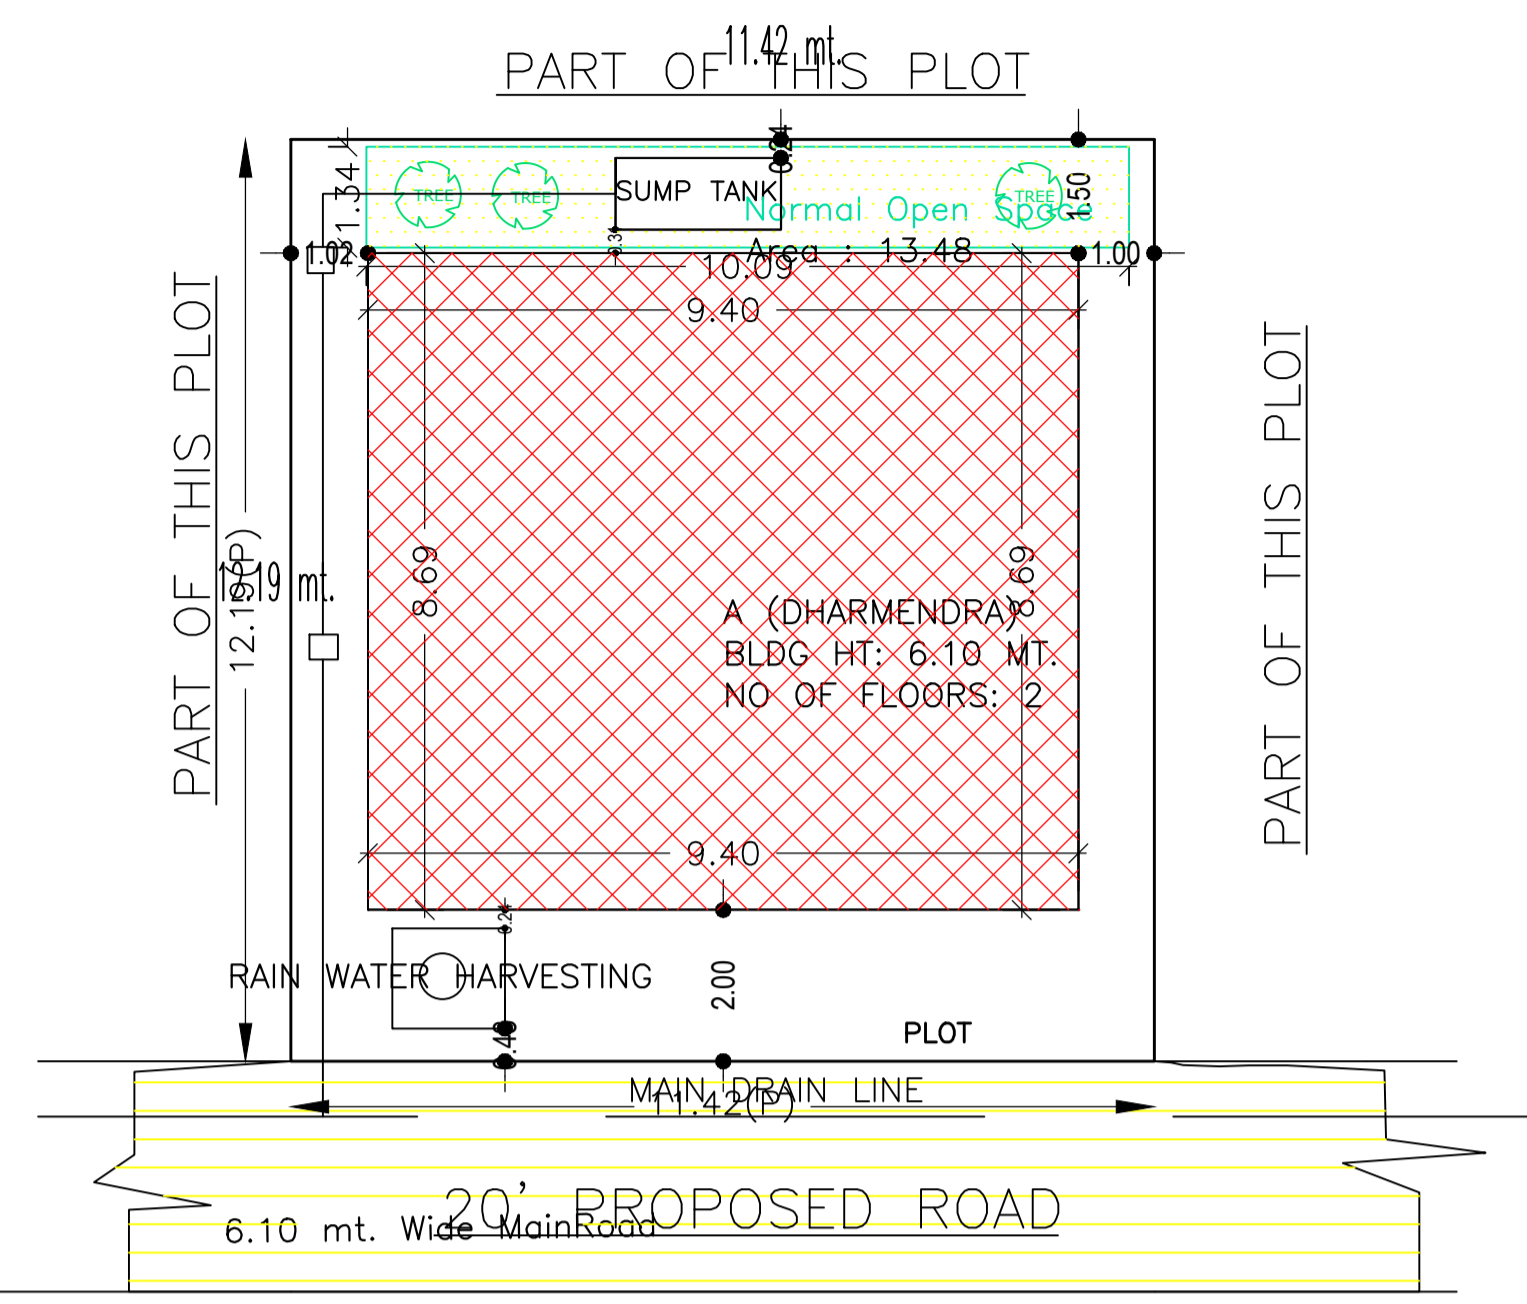 11.42 mt.
PART OF THIS PLOT
0.24
1.34
TREE
TREE
SUMP TANK
TREE
1.50
Normal Open Space
Area : 13.48
1.02
1.00
10.09
9.40
PART OF THIS PLOT
PART OF THIS PLOT
12.19(P)
12.19 mt.
8.69
8.69
A (DHARMENDRA)
BLDG HT: 6.10 MT.
NO OF FLOORS: 2
9.40
0.24
RAIN WATER HARVESTING
2.00
PLOT
MAIN DRAIN LINE
11.42(P)
20' PROPOSED ROAD
6.10 mt. Wide MainRoad